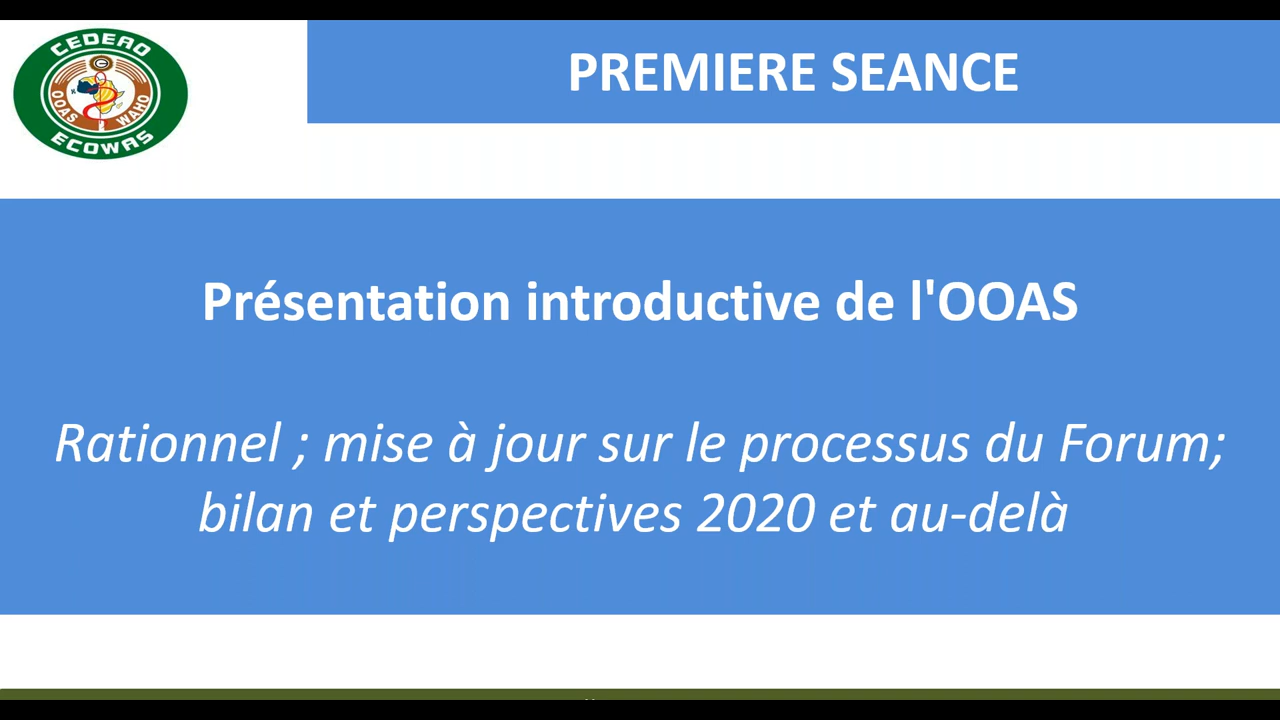 CEDEAO
OOAS WAHO
ECOWAS
PREMIERE SEANCE
Présentation introductive de l'OOAS
Rationnel ; mise à jour sur le processus du Forum;
bilan et perspectives 2020 et au-delà